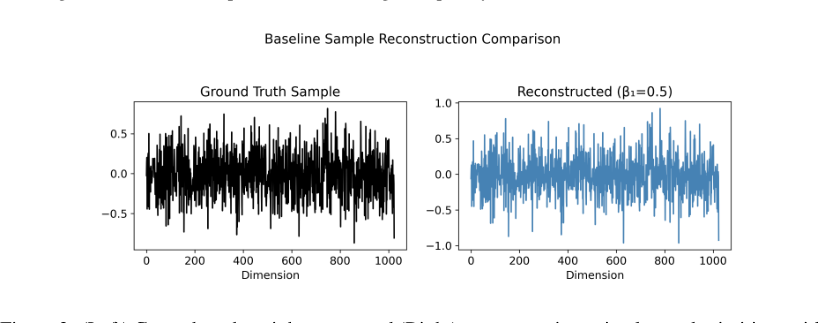 Baseline Sample Reconstruction Comparison
Ground Truth Sample
0.5
0.0
−0.5
0 200 400 600 800 1000
Dimension
Reconstructed (β₁=0.5)
1.0
0.5
0.0
−0.5
−1.0
0 200 400 600 800 1000
Dimension